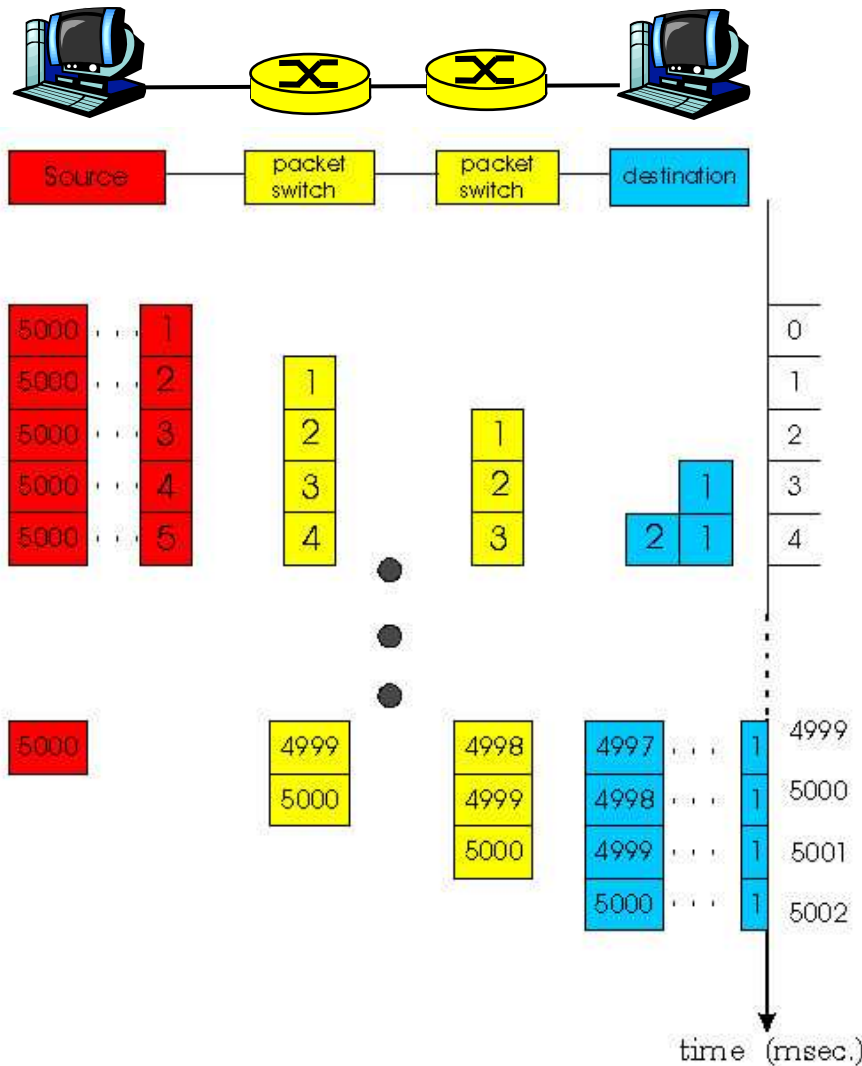 Source
packet
switch
packet
switch
destination
5000 . . . 1
0
5000 . . . 2
1
1
5000 . . . 3
2
1
2
5000 . . . 4
3
2
1
3
5000 . . . 5
4
3
2 1
4
5000
4999
4998
4997 . . . 1
4999
5000
4999
4998 . . . 1
5000
5000
4999 . . . 1
5001
5000 . . . 1
5002
time (msec.)